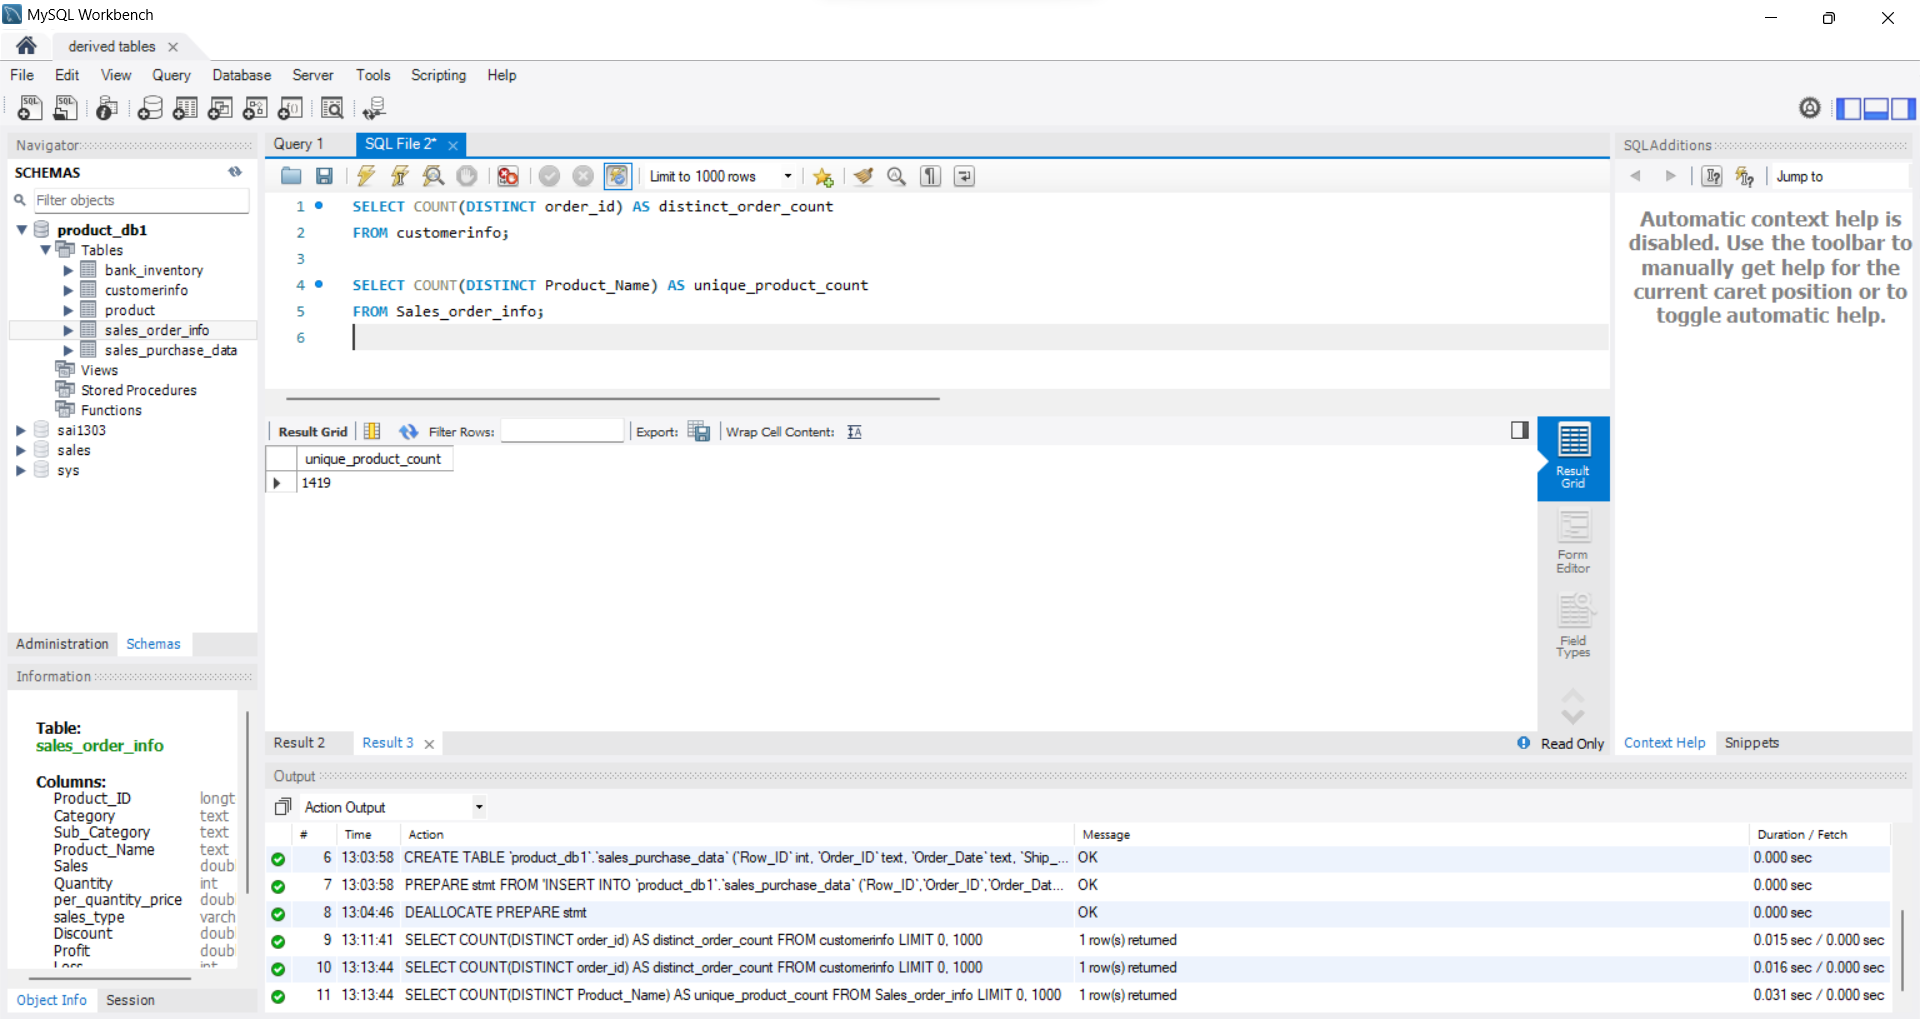 MySQL Workbench
derived tables
File Edit View Query Database Server Tools Scripting Help
Navigator
SCHEMAS
Filter objects
product_db1
Tables
bank_inventory
customerinfo
product
sales_order_info
sales_purchase_data
Views
Stored Procedures
Functions
sai1303
sales
sys
Administration Schemas
Information
Table:
sales_order_info
Columns:
Product_ID longt
Category text
Sub_Category text
Product_Name text
Sales doub
Quantity int
per_quantity_price doub
sales_type varch
Discount doub
Profit doub
Object Info Session
Query 1 SQL File 2*
Limit to 1000 rows
1 SELECT COUNT(DISTINCT order_id) AS distinct_order_count
2 FROM customerinfo;
3
4 SELECT COUNT(DISTINCT Product_Name) AS unique_product_count
5 FROM Sales_order_info;
6
Result Grid Filter Rows: Export: Wrap Cell Content:
unique_product_count
1419
Result
Grid
Form
Editor
Field
Types
Result 2 Result 3 Read Only
SQLAdditions
Jump to
Automatic context help is
disabled. Use the toolbar to
manually get help for the
current caret position or to
toggle automatic help.
Context Help Snippets
Output
Action Output
# Time Action Message Duration / Fetch
6 13:03:58 CREATE TABLE `product_db1`.`sales_purchase_data` (`Row_ID` int, `Order_ID` text, `Order_Date` text, `Ship_... OK 0.000 sec
7 13:03:58 PREPARE stmt FROM 'INSERT INTO `product_db1`.`sales_purchase_data` (`Row_ID`,`Order_ID`,`Order_Dat... OK 0.000 sec
8 13:04:46 DEALLOCATE PREPARE stmt OK 0.000 sec
9 13:11:41 SELECT COUNT(DISTINCT order_id) AS distinct_order_count FROM customerinfo LIMIT 0, 1000 1 row(s) returned 0.015 sec / 0.000 sec
10 13:13:44 SELECT COUNT(DISTINCT order_id) AS distinct_order_count FROM customerinfo LIMIT 0, 1000 1 row(s) returned 0.016 sec / 0.000 sec
11 13:13:44 SELECT COUNT(DISTINCT Product_Name) AS unique_product_count FROM Sales_order_info LIMIT 0, 1000 1 row(s) returned 0.031 sec / 0.000 sec